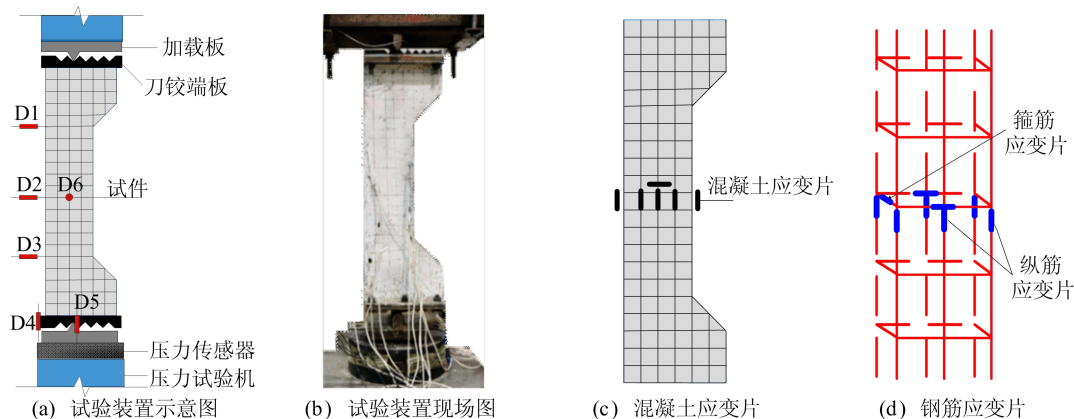 加载板
刀铰端板
D1
D2
D6
试件
D3
D5
D4
压力传感器
压力试验机
(a) 试验装置示意图
(b) 试验装置现场图
混凝土应变片
(c) 混凝土应变片
箍筋
应变片
纵筋
应变片
(d) 钢筋应变片